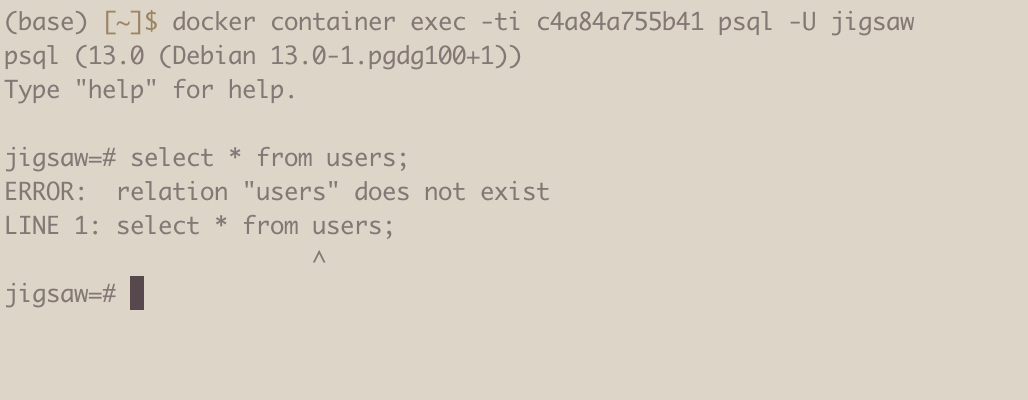 (base) [~]$ docker container exec -ti c4a84a755b41 psql -U jigsaw
psql (13.0 (Debian 13.0-1.pgdg100+1))
Type "help" for help.
jigsaw=# select * from users;
ERROR:  relation "users" does not exist
LINE 1: select * from users;
                      ^
jigsaw=#